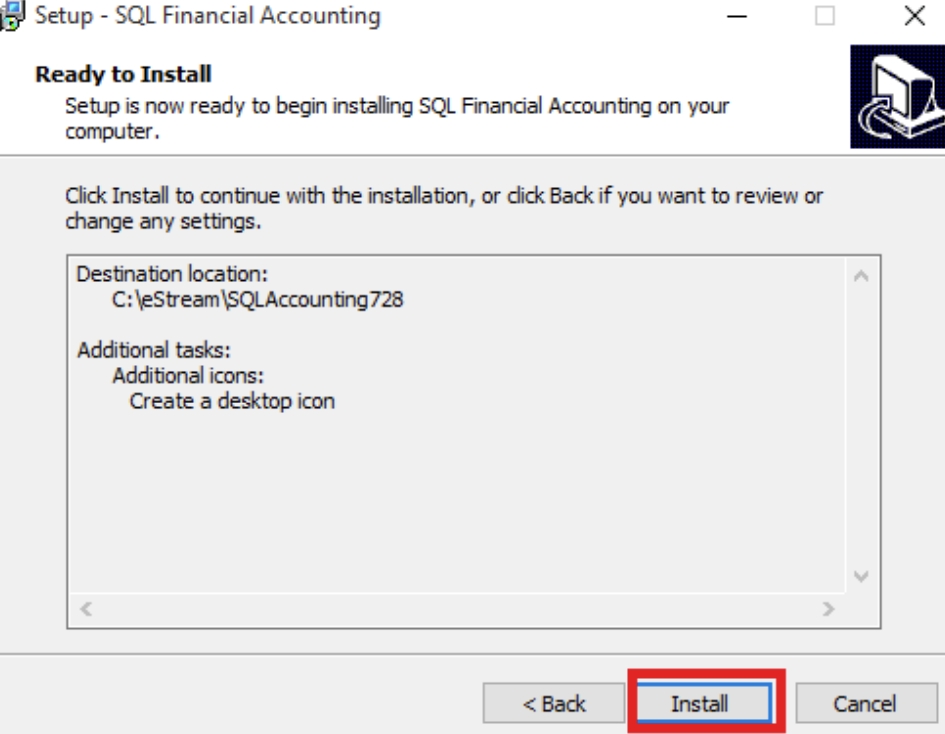 Setup - SQL Financial Accounting
Ready to Install
Setup is now ready to begin installing SQL Financial Accounting on your
computer.
Click Install to continue with the installation, or click Back if you want to review or
change any settings.
Destination location:
C:\eStream\SQLAccounting728
Additional tasks:
Additional icons:
Create a desktop icon
< Back
Install
Cancel